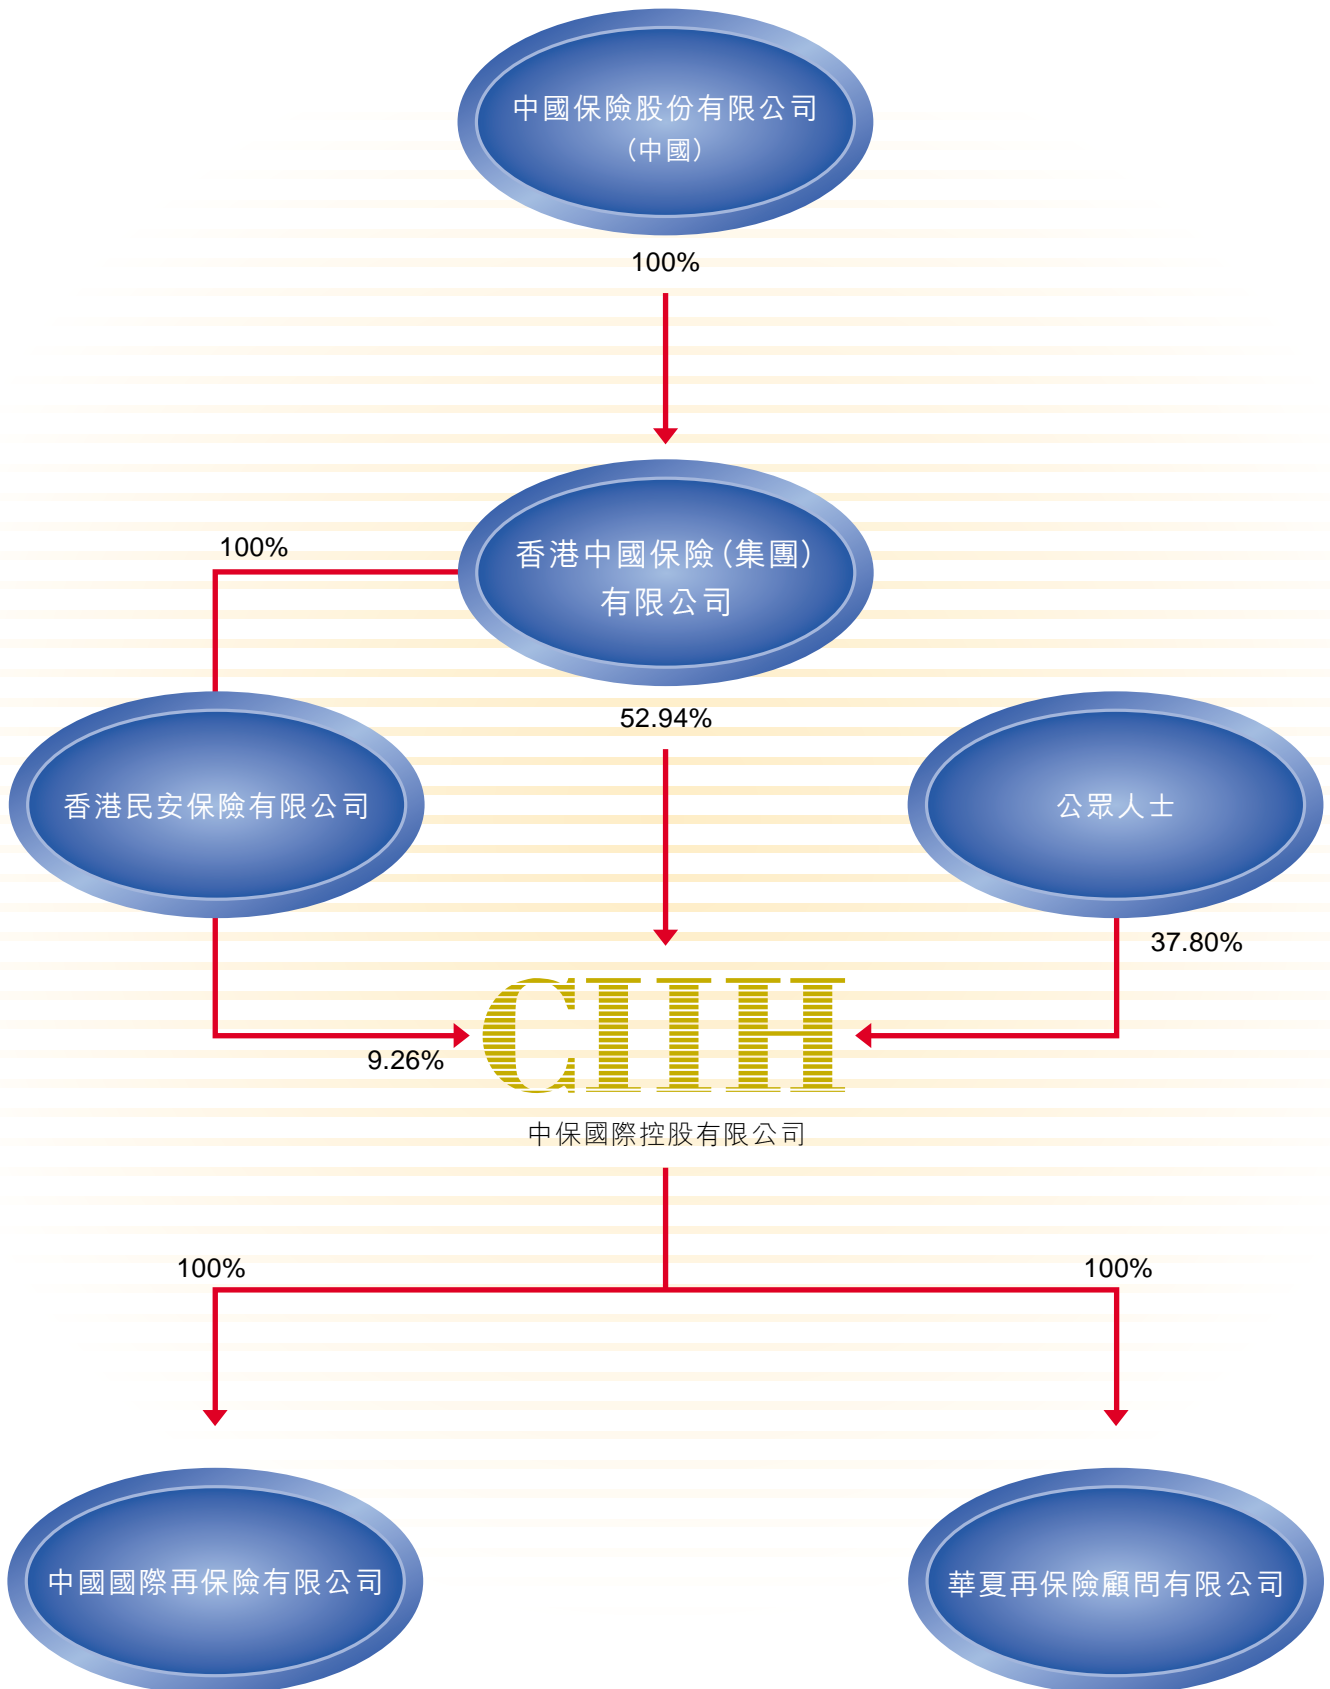 中國保險股份有限公司
（中國）
100%
100%
香港中國保險（集團）
有限公司
52.94%
香港民安保險有限公司
公眾人士
37.80%
9.26%
CIIH
中保國際控股有限公司
100%
100%
中國國際再保險有限公司
華夏再保險顧問有限公司